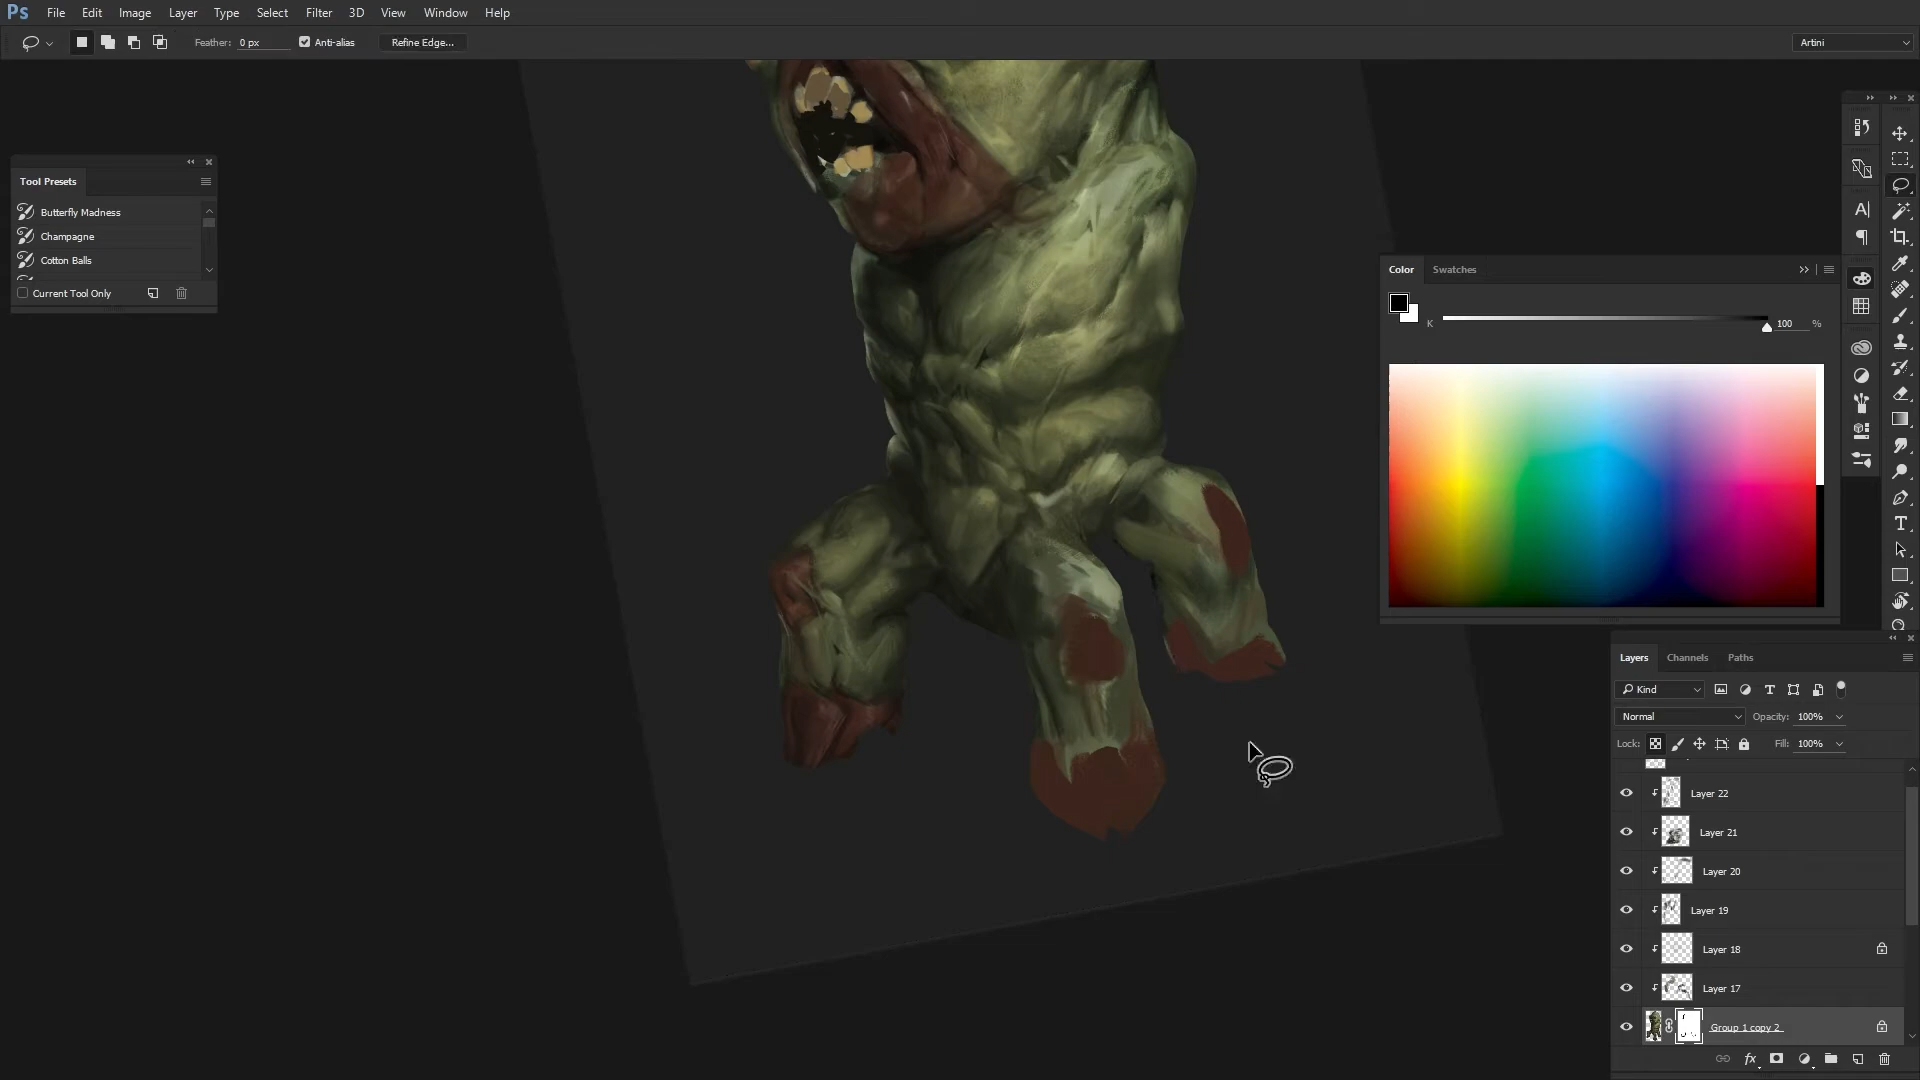 Ps File Edit Image Layer Type Select Filter 3D View Window Help
Feather: 0 px Anti-alias Refine Edge... Artini
Tool Presets
Butterfly Madness
Champagne
Cotton Balls
Current Tool Only
Color Swatches
K 100 %
Layers Channels Paths
Kind
Normal Opacity: 100%
Lock: Fill: 100%
Layer 22
Layer 21
Layer 20
Layer 19
Layer 18
Layer 17
Group 1 copy 2
fx